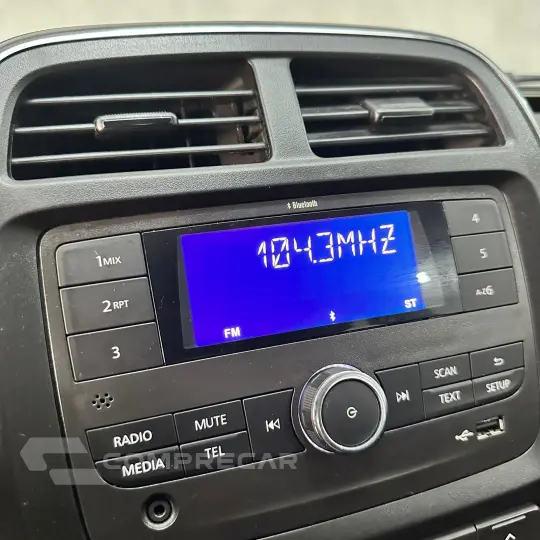 Bluetooth
104.3MHZ
FM
ST
1MIX
2RPT
3
4
5
A-Z6
RADIO
MUTE
MEDIA
TEL
SCAN
TEXT
SETUP
COMPRECAR